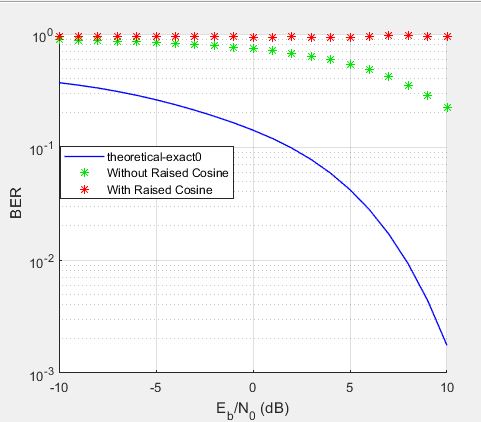 10^0
10^-1
10^-2
10^-3
BER
theoretical-exact0
Without Raised Cosine
With Raised Cosine
-10 -5 0 5 10
E_b/N_0 (dB)